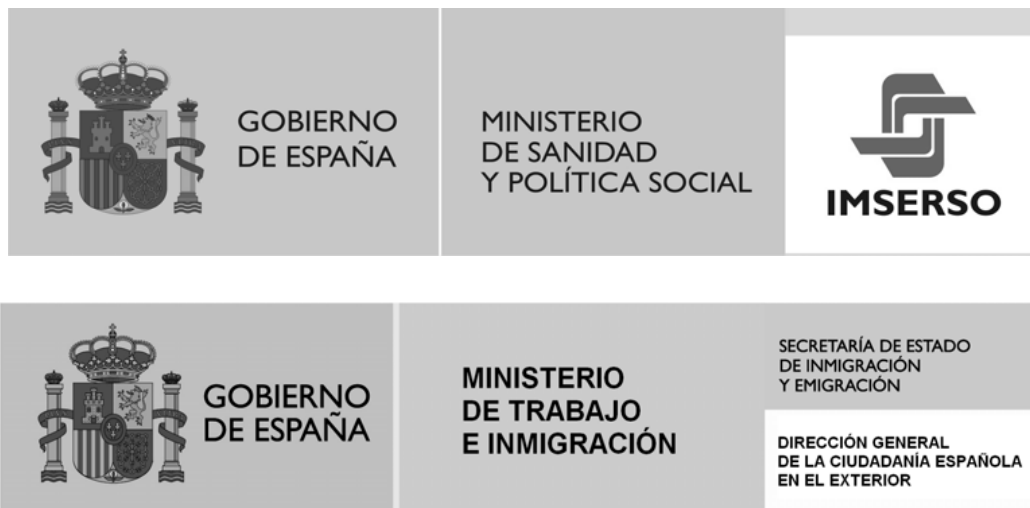 GOBIERNO
DE ESPAÑA
MINISTERIO
DE SANIDAD
Y POLÍTICA SOCIAL
IMSERSO
GOBIERNO
DE ESPAÑA
MINISTERIO
DE TRABAJO
E INMIGRACIÓN
SECRETARÍA DE ESTADO
DE INMIGRACIÓN
Y EMIGRACIÓN
DIRECCIÓN GENERAL
DE LA CIUDADANÍA ESPAÑOLA
EN EL EXTERIOR